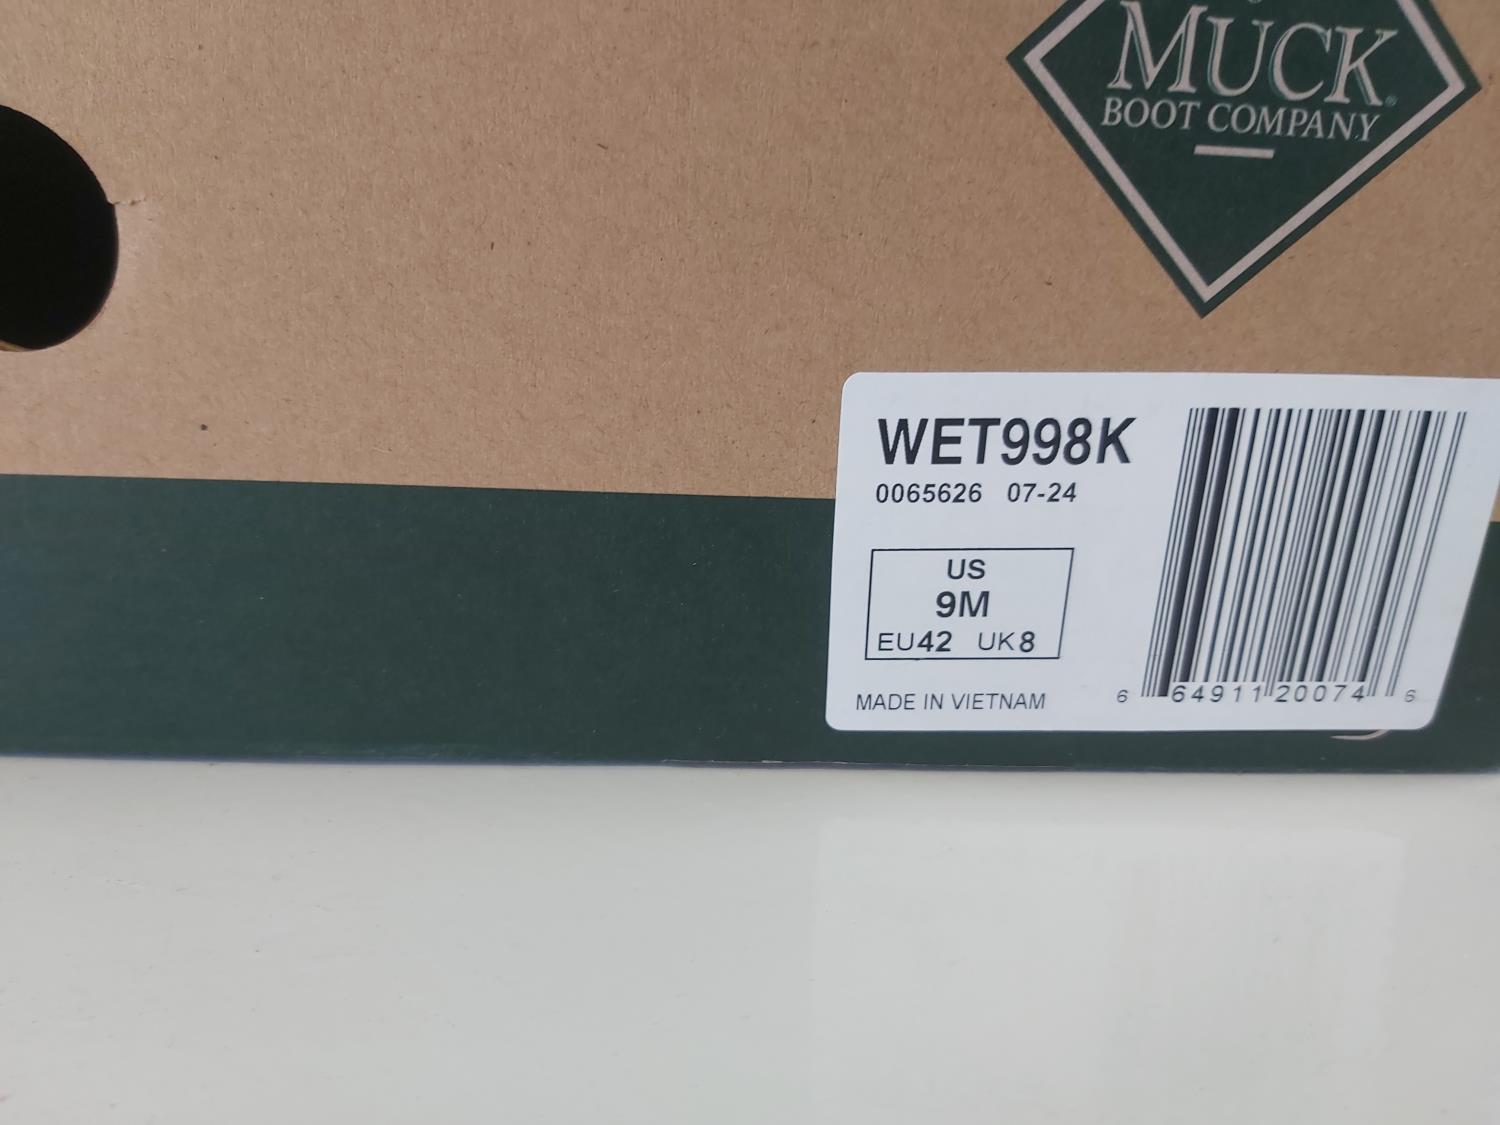 MUCK
BOOT COMPANY
WET998K
0065626 07-24
US
9M
EU42 UK8
MADE IN VIETNAM
6 64911 20074 6